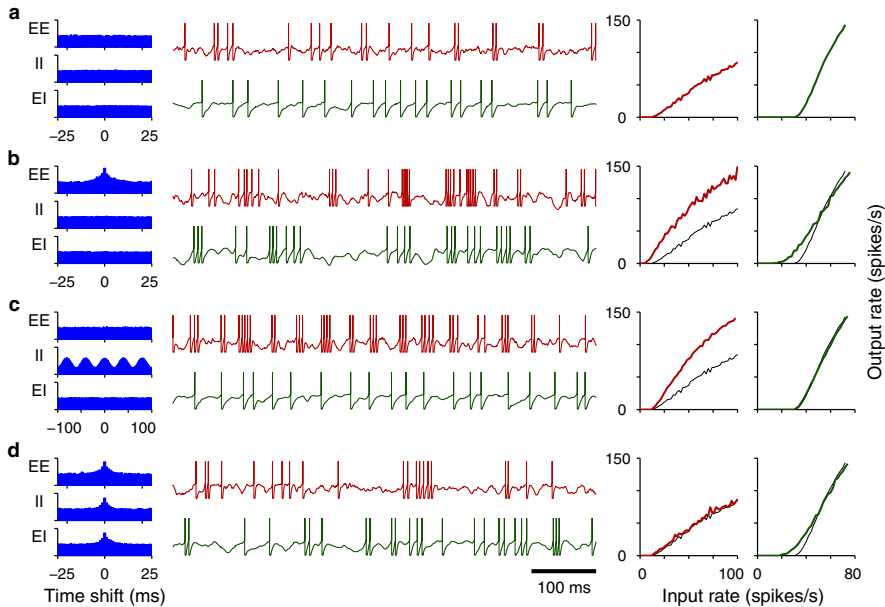 a
EE
II
EI
−25 0 25
150
0
b
EE
II
EI
−25 0 25
150
0
c
EE
II
EI
−100 0 100
150
0
d
EE
II
EI
−25 0 25
Time shift (ms)
100 ms
150
0
0 100
0 80
Input rate (spikes/s)
Output rate (spikes/s)